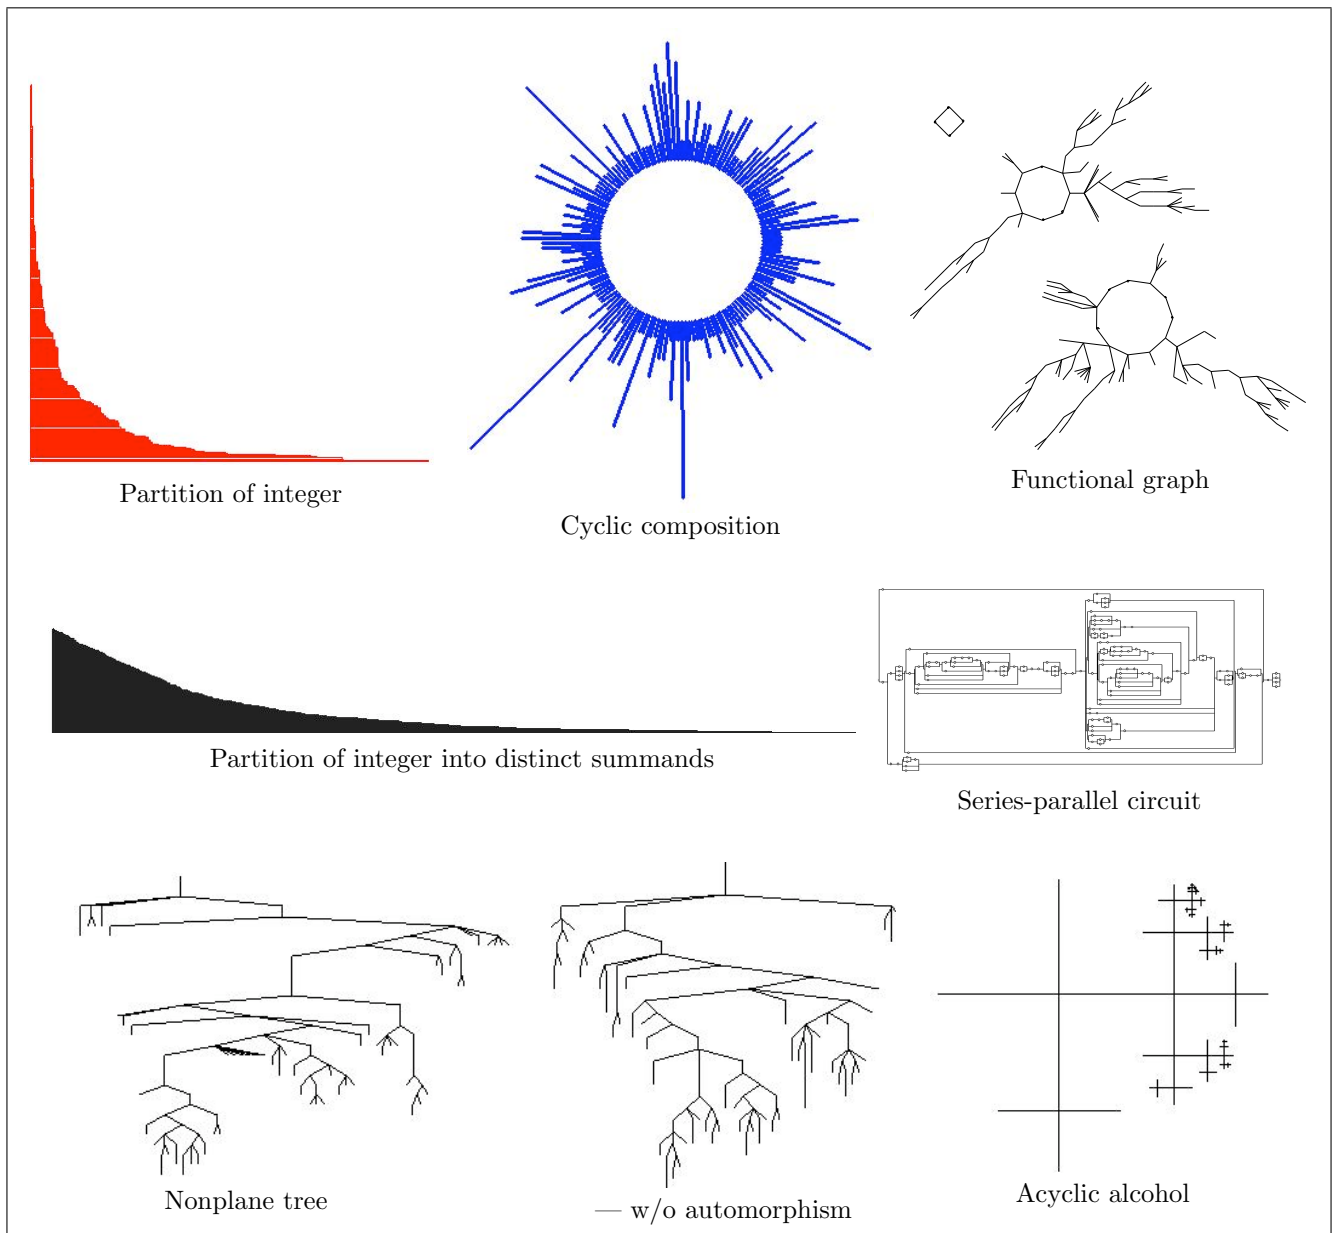 Partition of integer
Cyclic composition
Functional graph
Partition of integer into distinct summands
Series-parallel circuit
Nonplane tree
— w/o automorphism
Acyclic alcohol